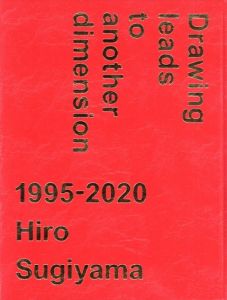 Drawing
leads
to
another
dimension
1995-2020
Hiro
Sugiyama